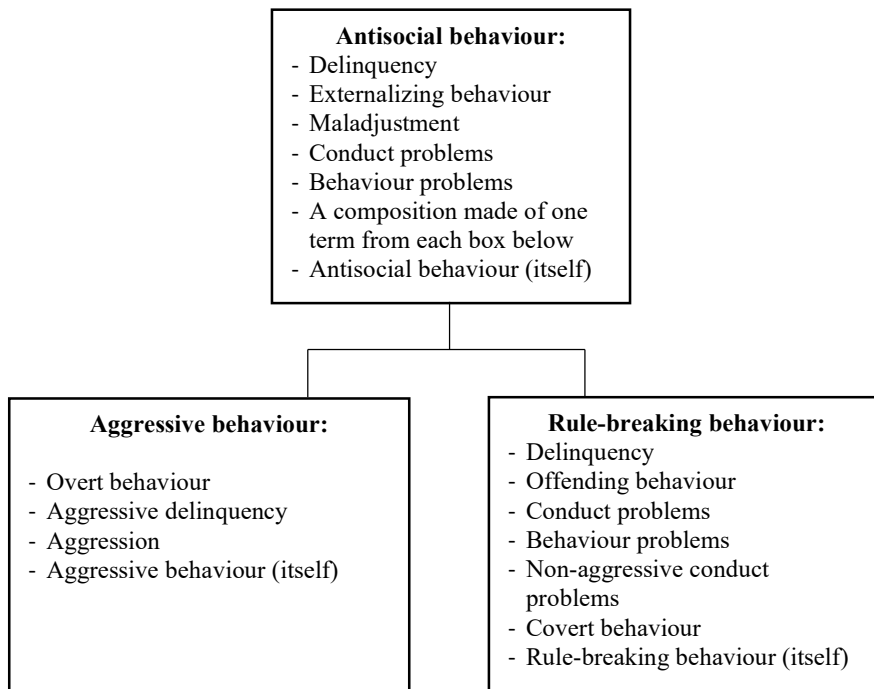 Antisocial behaviour:
- Delinquency
- Externalizing behaviour
- Maladjustment
- Conduct problems
- Behaviour problems
- A composition made of one
term from each box below
- Antisocial behaviour (itself)
Aggressive behaviour:
- Overt behaviour
- Aggressive delinquency
- Aggression
- Aggressive behaviour (itself)
Rule-breaking behaviour:
- Delinquency
- Offending behaviour
- Conduct problems
- Behaviour problems
- Non-aggressive conduct
problems
- Covert behaviour
- Rule-breaking behaviour (itself)